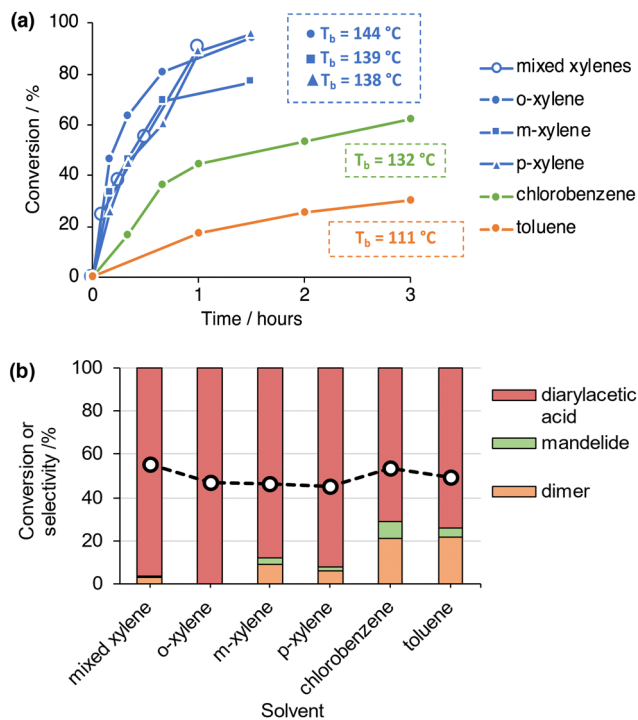 (a)
100
80
60
40
20
0
Conversion / %
0
1
2
3
Time / hours
T_b = 144 °C
T_b = 139 °C
T_b = 138 °C
T_b = 132 °C
T_b = 111 °C
mixed xylenes
o-xylene
m-xylene
p-xylene
chlorobenzene
toluene
(b)
100
80
60
40
20
0
Conversion or
selectivity /%
mixed xylene
o-xylene
m-xylene
p-xylene
chlorobenzene
toluene
Solvent
diarylacetic
acid
mandelide
dimer